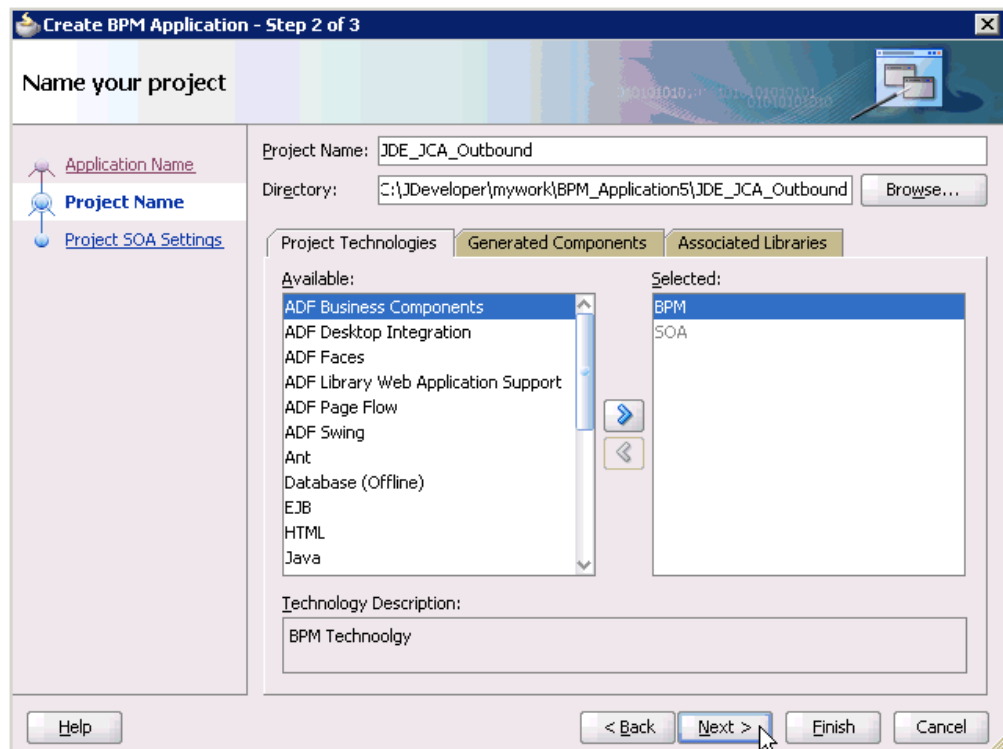 Create BPM Application - Step 2 of 3
Name your project
Application Name
Project Name
Project SOA Settings
Project Name: JDE_JCA_Outbound
Directory: C:\JDeveloper\mywork\BPM_Application5\JDE_JCA_Outbound Browse...
Project Technologies Generated Components Associated Libraries
Available:
ADF Business Components
ADF Desktop Integration
ADF Faces
ADF Library Web Application Support
ADF Page Flow
ADF Swing
Ant
Database (Offline)
EJB
HTML
Java
Selected:
BPM
SOA
Technology Description:
BPM Technoolgy
Help < Back Next > Finish Cancel